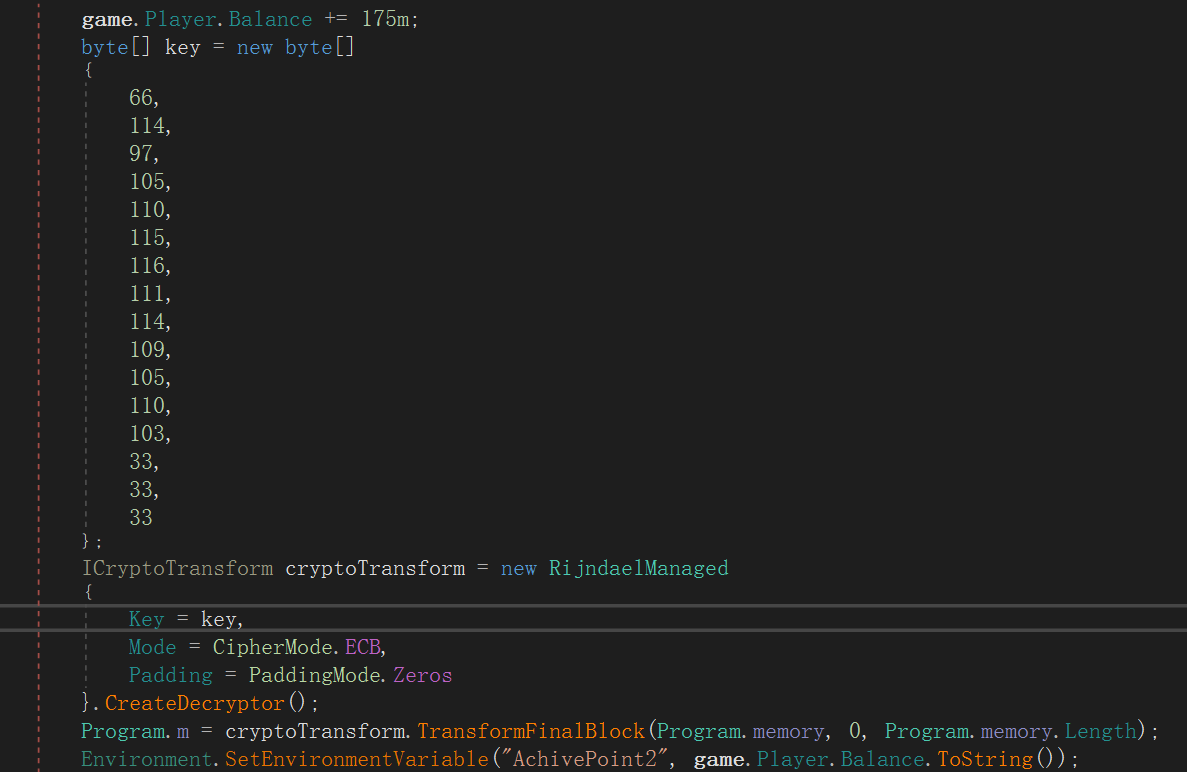 game.Player.Balance += 175m;
byte[] key = new byte[]
{
66,
114,
97,
105,
110,
115,
116,
111,
114,
109,
105,
110,
103,
33,
33,
33
};
ICryptoTransform cryptoTransform = new RijndaelManaged
{
Key = key,
Mode = CipherMode.ECB,
Padding = PaddingMode.Zeros
}.CreateDecryptor();
Program.m = cryptoTransform.TransformFinalBlock(Program.memory, 0, Program.memory.Length);
Environment.SetEnvironmentVariable("AchivePoint2", game.Player.Balance.ToString());